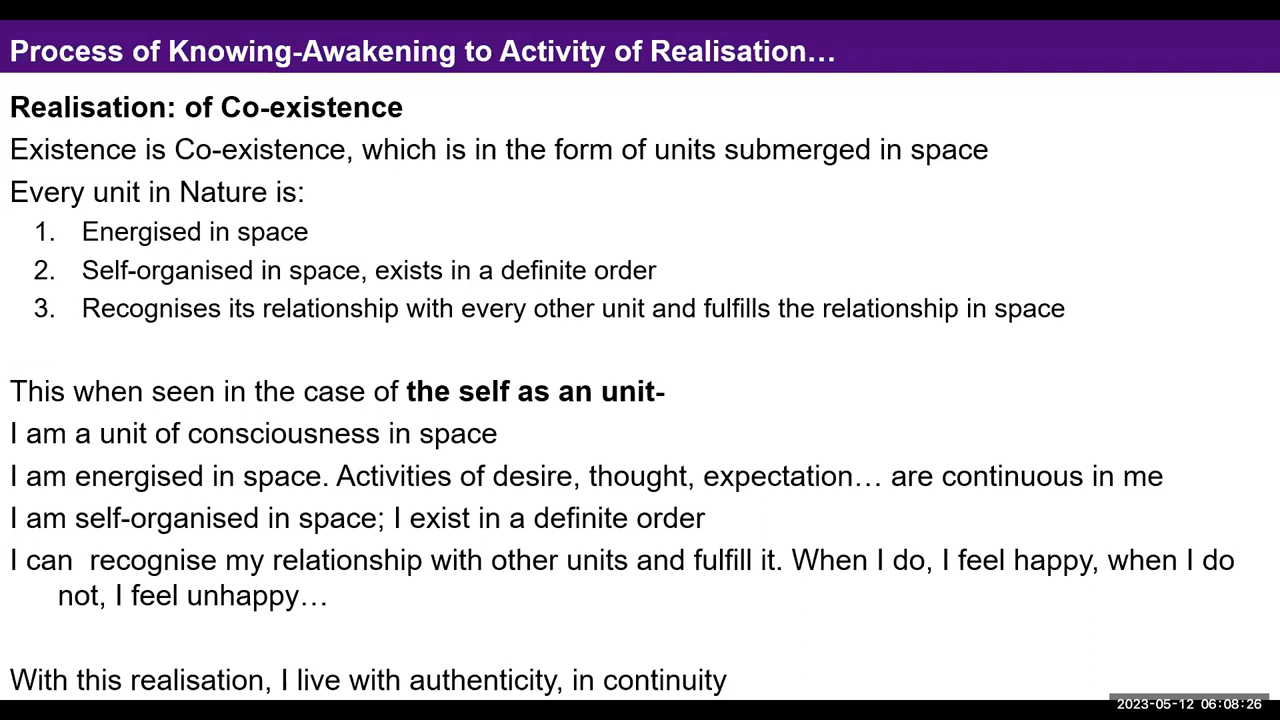 Process of Knowing-Awakening to Activity of Realisation…
Realisation: of Co-existence
Existence is Co-existence, which is in the form of units submerged in space
Every unit in Nature is:
1. Energised in space
2. Self-organised in space, exists in a definite order
3. Recognises its relationship with every other unit and fulfills the relationship in space
This when seen in the case of the self as an unit-
I am a unit of consciousness in space
I am energised in space. Activities of desire, thought, expectation… are continuous in me
I am self-organised in space; I exist in a definite order
I can  recognise my relationship with other units and fulfill it. When I do, I feel happy, when I do
not, I feel unhappy…
With this realisation, I live with authenticity, in continuity
2023-05-12 06:08:26